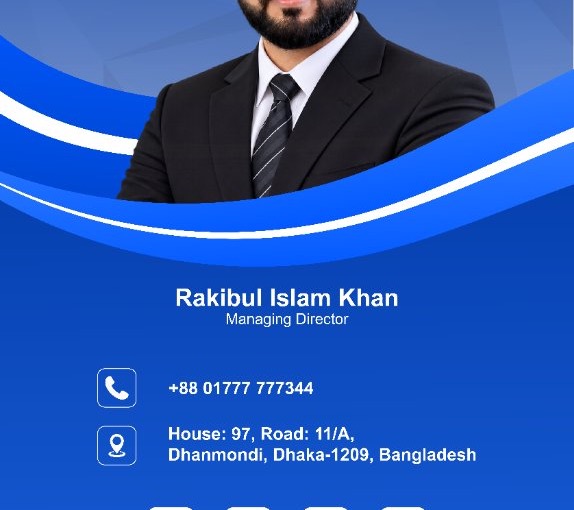 Rakibul Islam Khan
Managing Director
+88 01777 777344
House: 97, Road: 11/A,
Dhanmondi, Dhaka-1209, Bangladesh